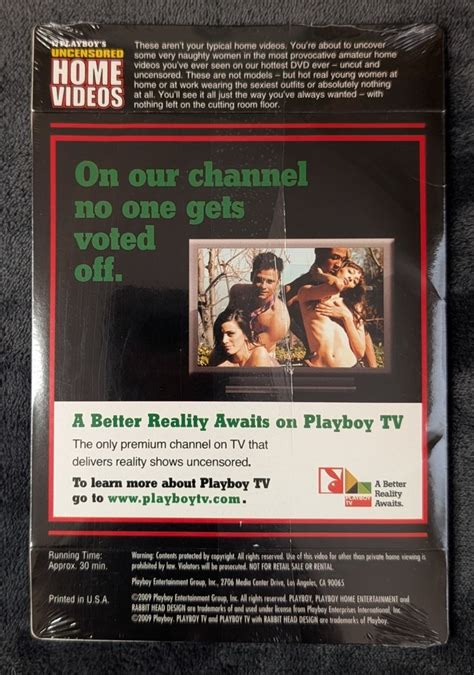 PLAYBOY'S
UNCENSORED
HOME
VIDEOS
These aren't your typical home videos. You're about to uncover
some very naughty women in the most provocative amateur home
videos you've ever seen on our hottest DVD ever – uncut and
uncensored. These are not models – but hot real young women at
home or at work wearing the sexiest outfits or absolutely nothing
at all. You'll see it all just the way you've always wanted – with
nothing left on the cutting room floor.
On our channel
no one gets
voted
off.
A Better Reality Awaits on Playboy TV
The only premium channel on TV that
delivers reality shows uncensored.
To learn more about Playboy TV
go to www.playboytv.com.
PLAYBOY
TV
A Better
Reality
Awaits.
Running Time:
Approx. 30 min.
Warning: Contents protected by copyright. All rights reserved. Use of this video for other than private home viewing is
prohibited by law. Violators will be prosecuted. NOT FOR RETAIL SALE OR RENTAL.
Playboy Entertainment Group, Inc., 2706 Media Center Drive, Los Angeles, CA 90065
Printed in U.S.A.
©2009 Playboy Entertainment Group, Inc. All rights reserved. PLAYBOY, PLAYBOY HOME ENTERTAINMENT and
RABBIT HEAD DESIGN are trademarks of and used under license from Playboy Enterprises International, Inc.
©2009 Playboy. PLAYBOY TV and PLAYBOY TV with RABBIT HEAD DESIGN are trademarks of Playboy.